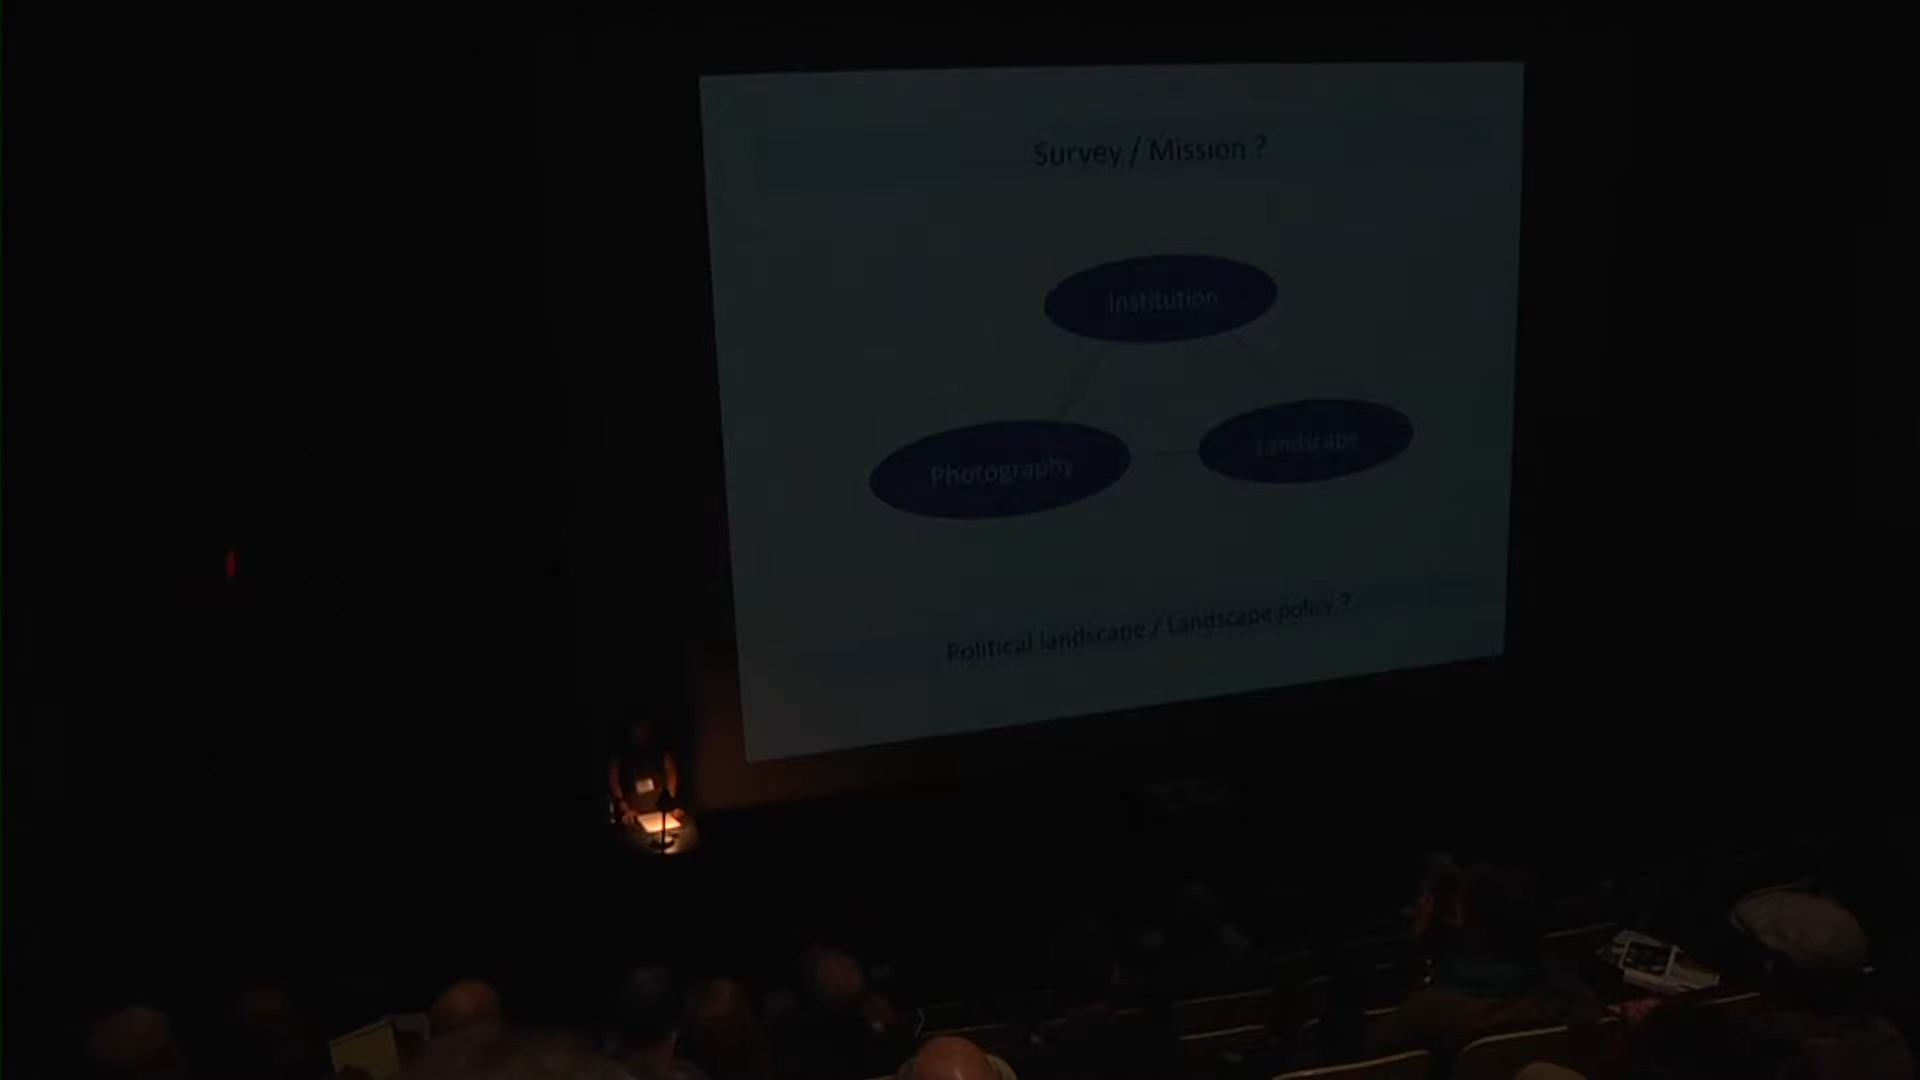 Survey / Mission ?
Institution
Photography
Landscape
Political landscape / Landscape policy ?